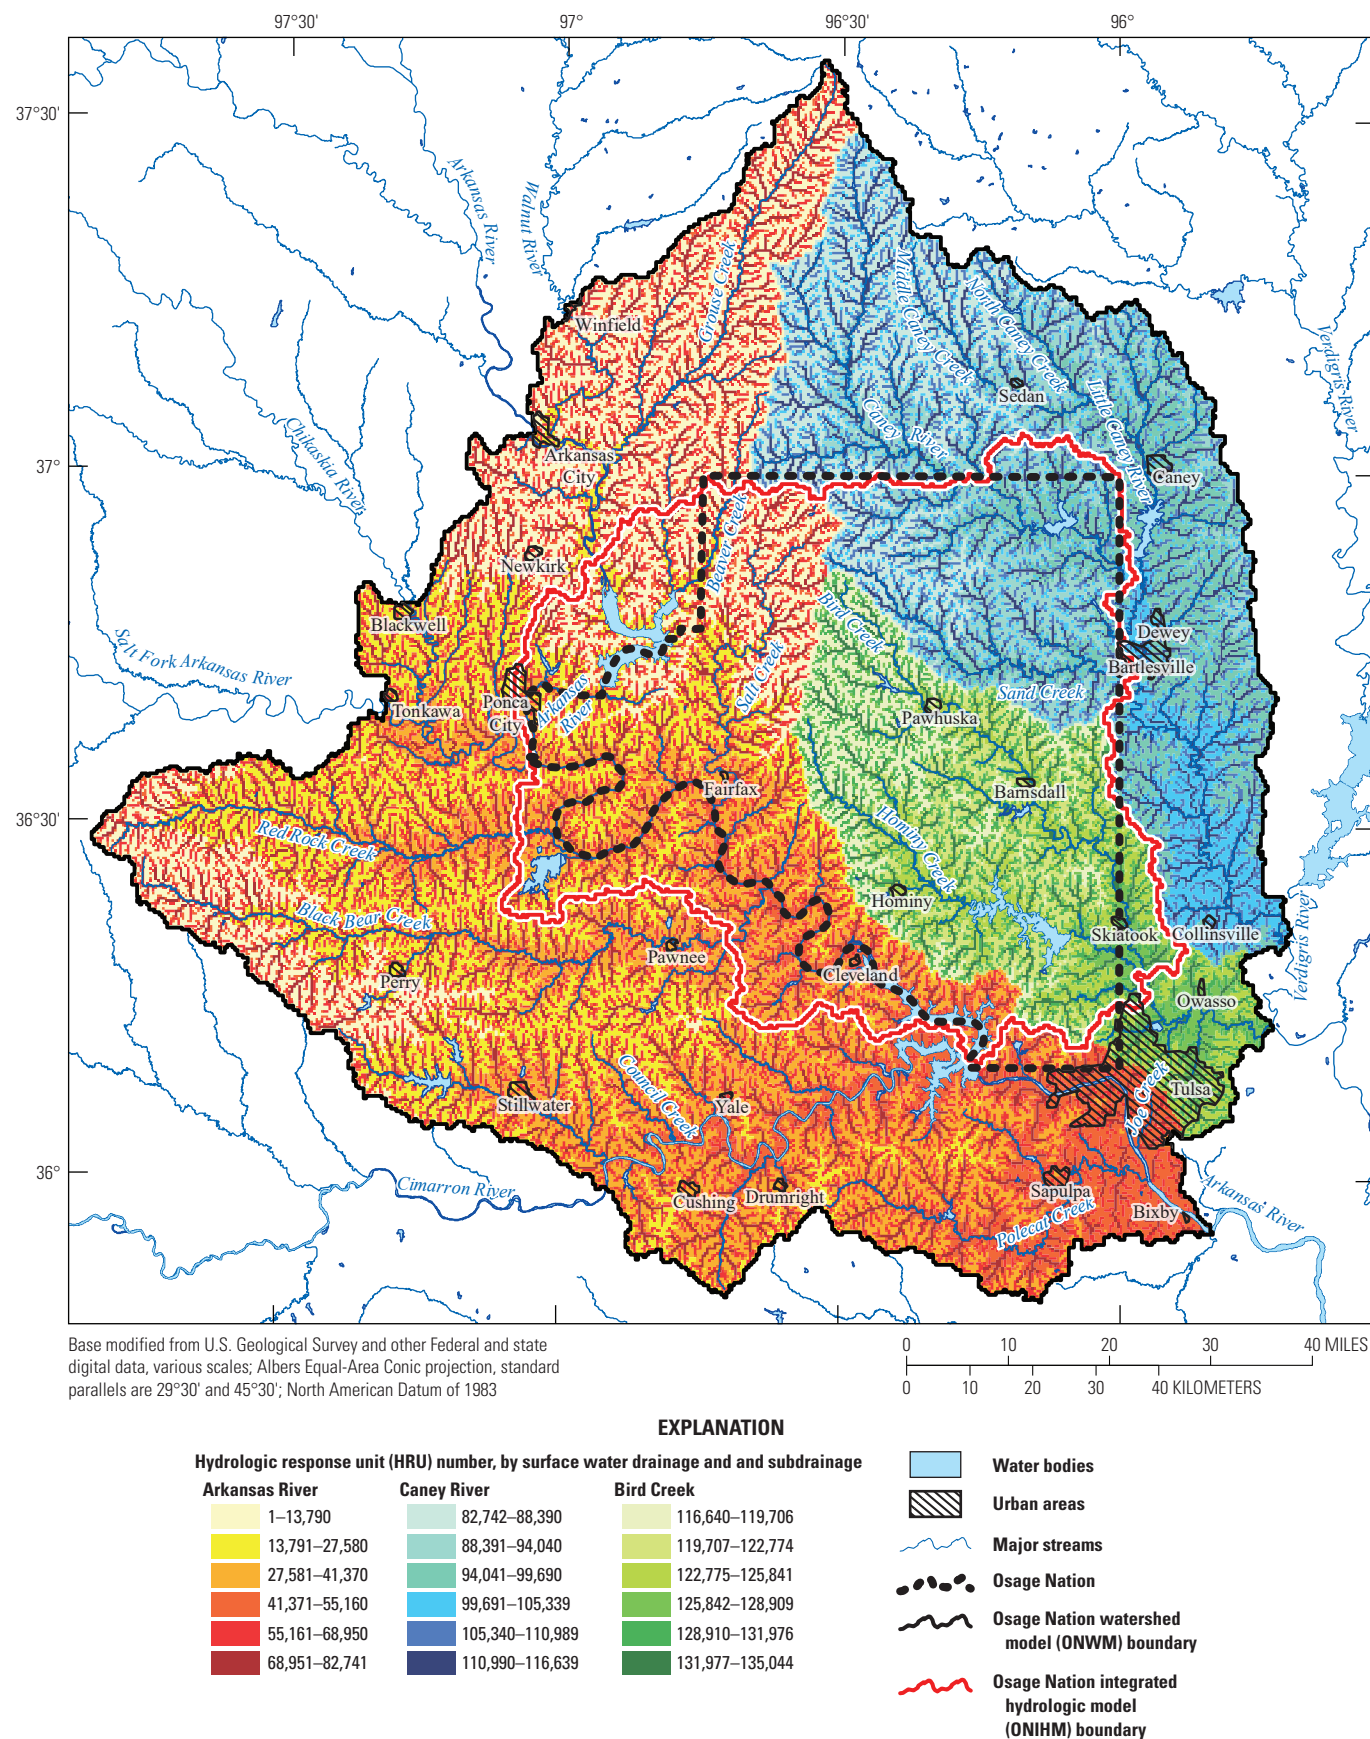 97°30'
97°
96°30'
96°
37°30'
37°
36°30'
36°
Arkansas River
Walnut River
Grouse Creek
Winfield
Middle Caney Creek
North Caney Creek
Verdigris River
Sedan
Little Caney River
Caney River
Chikaskia River
Arkansas
City
Caney
Beaver Creek
Newkirk
Blackwell
Bird Creek
Dewey
Bartlesville
Salt Fork Arkansas River
Salt Creek
Sand Creek
Tonkawa
Ponca
City
Arkansas
River
Pawhuska
Fairfax
Barnsdall
Red Rock Creek
Hominy Creek
Hominy
Black Bear Creek
Skiatook
Collinsville
Pawnee
Cleveland
Perry
Verdigris River
Owasso
Council Creek
Stillwater
Yale
Joe Creek
Tulsa
Cimarron River
Cushing
Drumright
Sapulpa
Polecat Creek
Bixby
Arkansas River
Base modified from U.S. Geological Survey and other Federal and state
digital data, various scales; Albers Equal-Area Conic projection, standard
parallels are 29°30' and 45°30'; North American Datum of 1983
0 10 20 30 40 MILES
0 10 20 30 40 KILOMETERS
EXPLANATION
Hydrologic response unit (HRU) number, by surface water drainage and and subdrainage
Arkansas River
1–13,790
13,791–27,580
27,581–41,370
41,371–55,160
55,161–68,950
68,951–82,741
Caney River
82,742–88,390
88,391–94,040
94,041–99,690
99,691–105,339
105,340–110,989
110,990–116,639
Bird Creek
116,640–119,706
119,707–122,774
122,775–125,841
125,842–128,909
128,910–131,976
131,977–135,044
Water bodies
Urban areas
Major streams
Osage Nation
Osage Nation watershed
model (ONWM) boundary
Osage Nation integrated
hydrologic model
(ONIHM) boundary